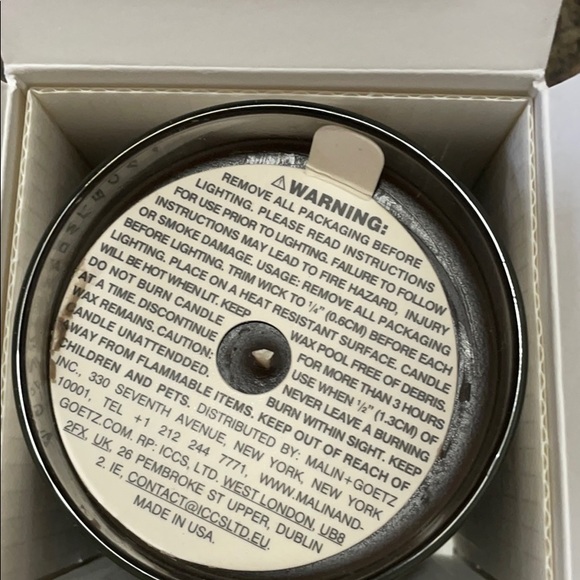 ⚠ WARNING:
REMOVE ALL PACKAGING BEFORE
LIGHTING. PLEASE READ INSTRUCTIONS
FOR USE PRIOR TO LIGHTING. FAILURE TO FOLLOW
INSTRUCTIONS MAY LEAD TO FIRE HAZARD, INJURY
OR SMOKE DAMAGE. USAGE: REMOVE ALL PACKAGING
BEFORE LIGHTING. TRIM WICK TO ¼" (0.6CM) BEFORE EACH
LIGHTING. PLACE ON A HEAT RESISTANT SURFACE. CANDLE
WILL BE HOT WHEN LIT. KEEP WAX POOL FREE OF DEBRIS.
DO NOT BURN CANDLE FOR MORE THAN 3 HOURS
AT A TIME. DISCONTINUE USE WHEN ½" (1.3CM) OF
WAX REMAINS. CAUTION: NEVER LEAVE A BURNING
CANDLE UNATTENDED. BURN WITHIN SIGHT. KEEP
AWAY FROM FLAMMABLE ITEMS. KEEP OUT OF REACH OF
CHILDREN AND PETS. DISTRIBUTED BY: MALIN+GOETZ
INC., 330 SEVENTH AVENUE, NEW YORK, NEW YORK
10001. TEL +1 212 244 7771. WWW.MALINAND-
GOETZ.COM. RP: ICCS, LTD. WEST LONDON, UB8
2FX, UK, 26 PEMBROKE ST UPPER, DUBLIN
2. IE, CONTACT@ICCSLTD.EU.
MADE IN USA.